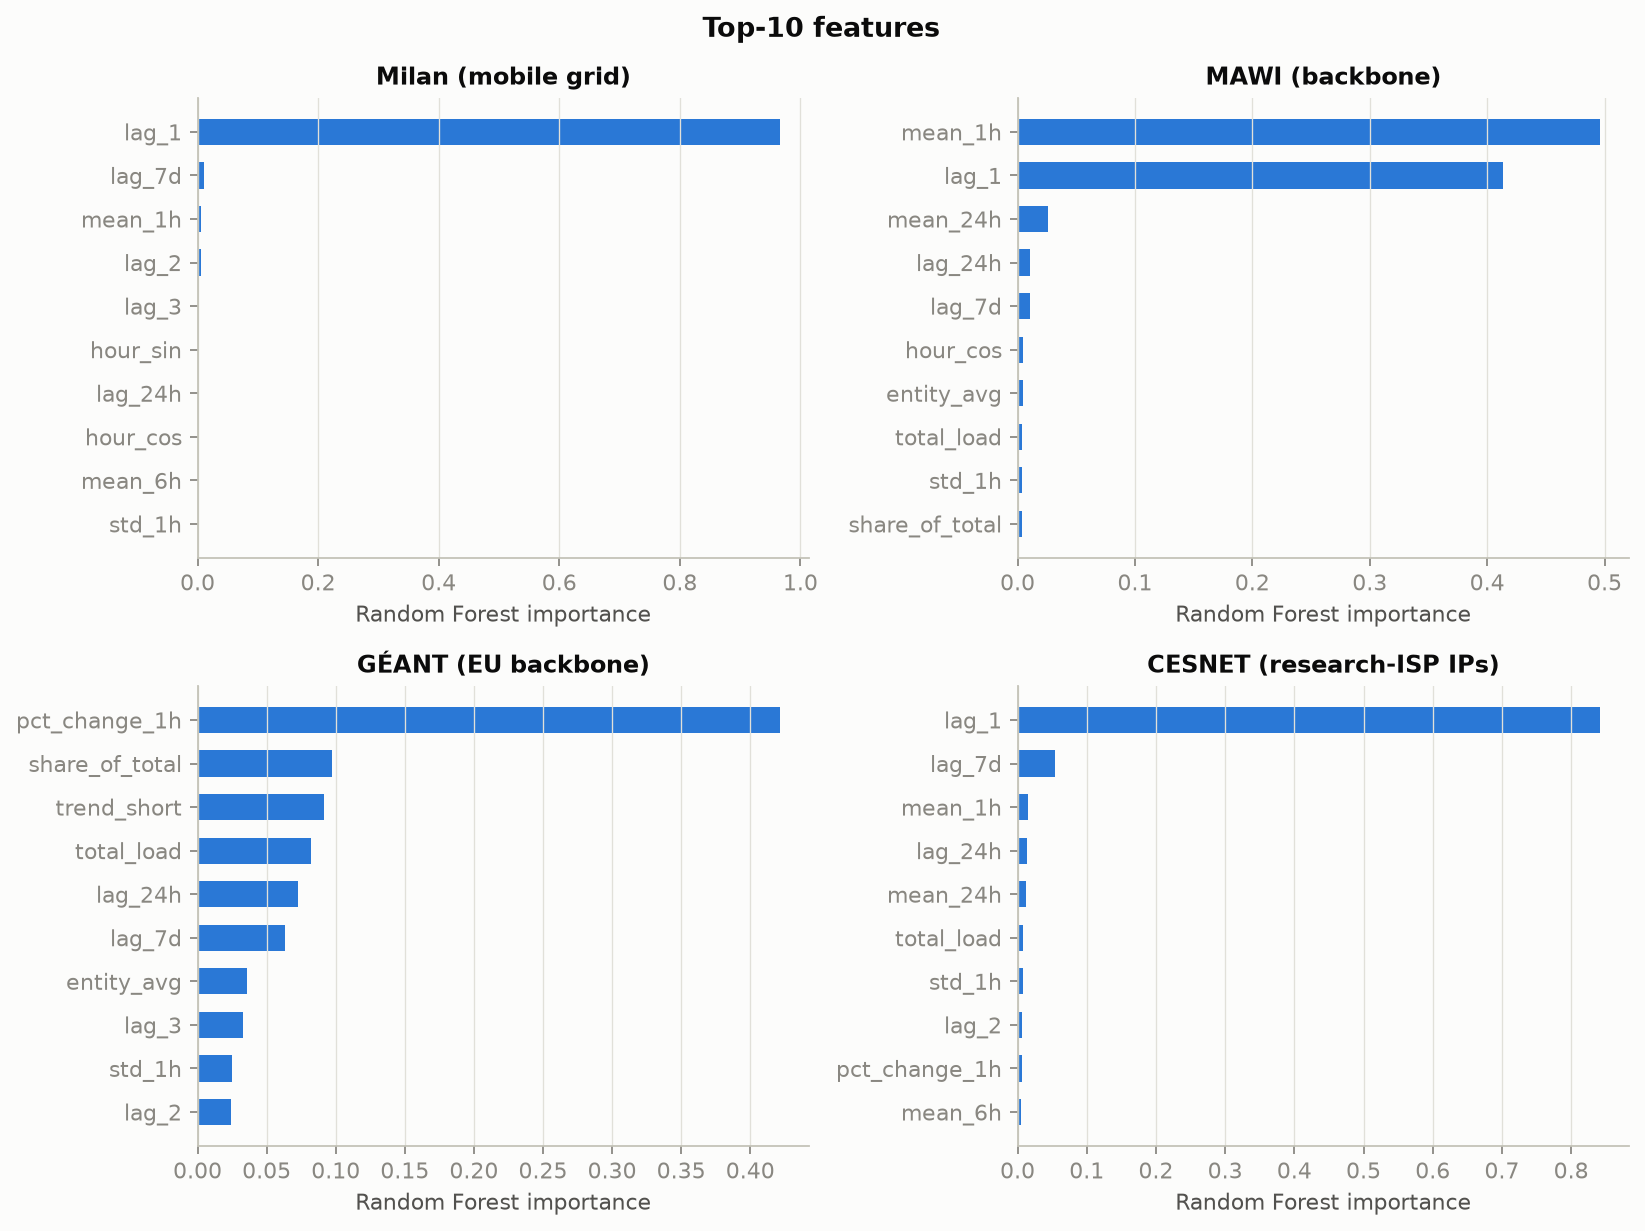 Top-10 features
Milan (mobile grid)
lag_1
lag_7d
mean_1h
lag_2
lag_3
hour_sin
lag_24h
hour_cos
mean_6h
std_1h
0.0 0.2 0.4 0.6 0.8 1.0
Random Forest importance
MAWI (backbone)
mean_1h
lag_1
mean_24h
lag_24h
lag_7d
hour_cos
entity_avg
total_load
std_1h
share_of_total
0.0 0.1 0.2 0.3 0.4 0.5
Random Forest importance
GÉANT (EU backbone)
pct_change_1h
share_of_total
trend_short
total_load
lag_24h
lag_7d
entity_avg
lag_3
std_1h
lag_2
0.00 0.05 0.10 0.15 0.20 0.25 0.30 0.35 0.40
Random Forest importance
CESNET (research-ISP IPs)
lag_1
lag_7d
mean_1h
lag_24h
mean_24h
total_load
std_1h
lag_2
pct_change_1h
mean_6h
0.0 0.1 0.2 0.3 0.4 0.5 0.6 0.7 0.8
Random Forest importance